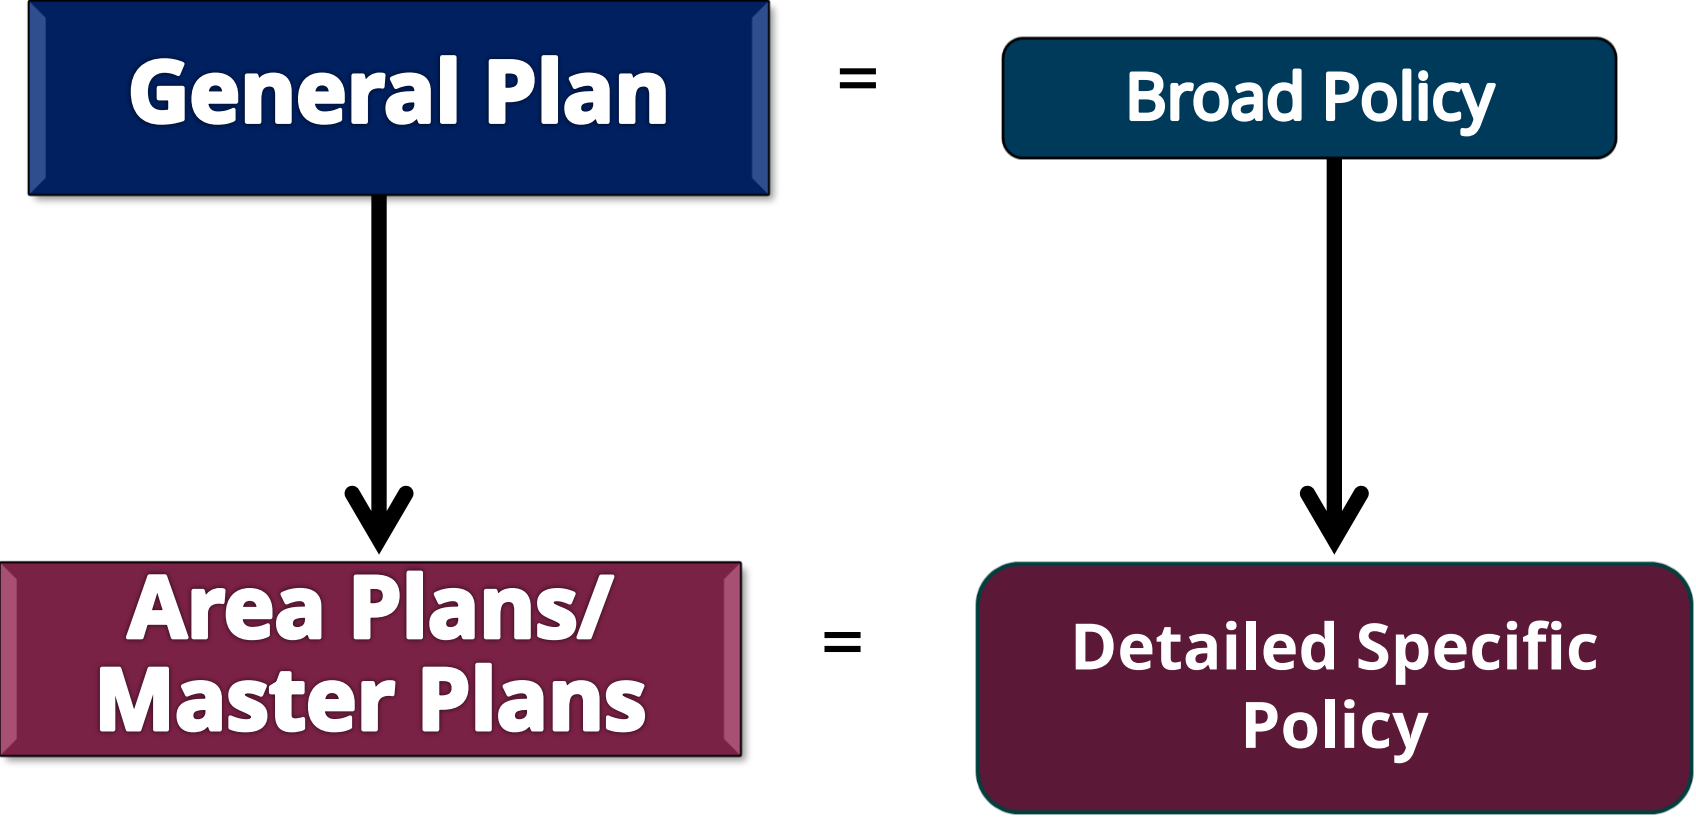 General Plan
=
Broad Policy
Area Plans/
Master Plans
=
Detailed Specific
Policy